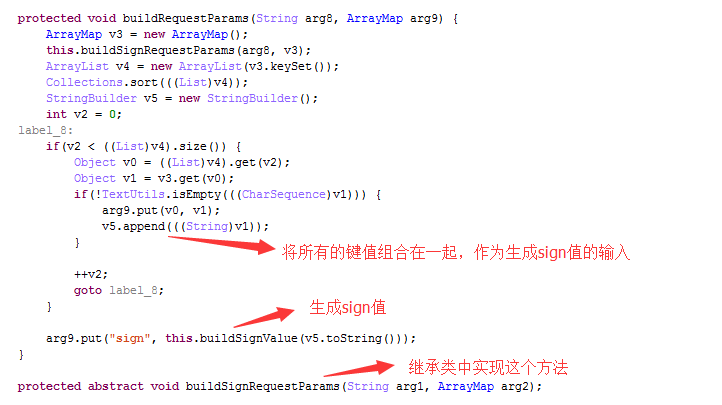 protected void buildRequestParams(String arg8, ArrayMap arg9) {
ArrayMap v3 = new ArrayMap();
this.buildSignRequestParams(arg8, v3);
ArrayList v4 = new ArrayList(v3.keySet());
Collections.sort(((List)v4));
StringBuilder v5 = new StringBuilder();
int v2 = 0;
label_8:
if(v2 < ((List)v4).size()) {
Object v0 = ((List)v4).get(v2);
Object v1 = v3.get(v0);
if(!TextUtils.isEmpty(((CharSequence)v1))) {
arg9.put(v0, v1);
v5.append(((String)v1));
}
将所有的键值组合在一起，作为生成sign值的输入
++v2;
goto label_8;
}
生成sign值
arg9.put("sign", this.buildSignValue(v5.toString()));
}
继承类中实现这个方法
protected abstract void buildSignRequestParams(String arg1, ArrayMap arg2);